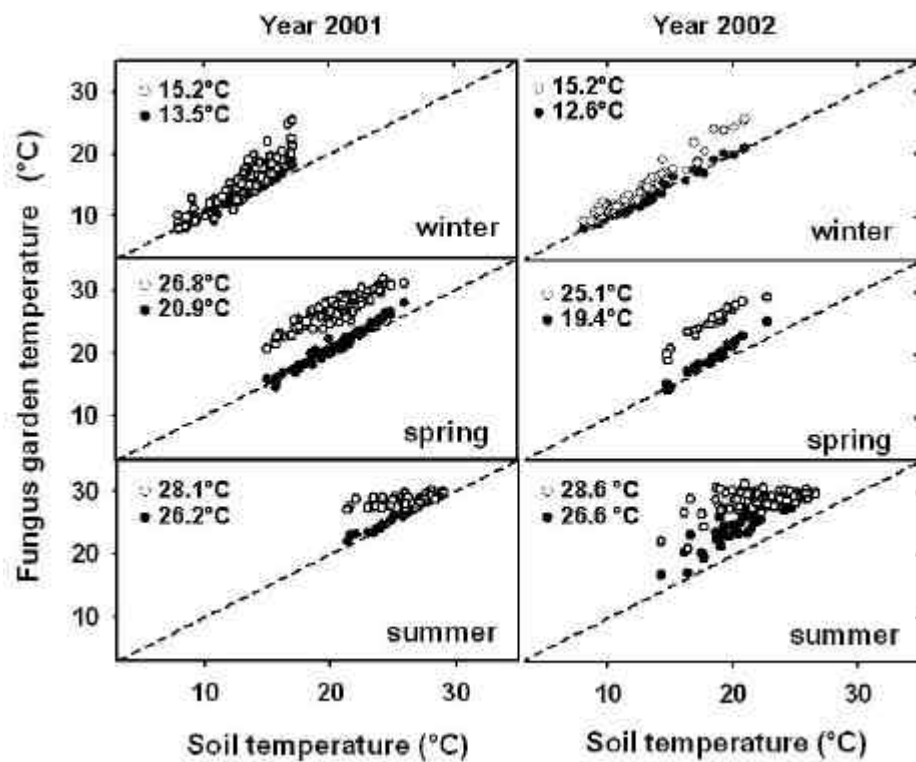 Year 2001
Year 2002
Fungus garden temperature (°C)
30
20
10
15.2°C
13.5°C
winter
15.2°C
12.6°C
winter
30
20
10
26.8°C
20.9°C
spring
25.1°C
19.4°C
spring
30
20
10
28.1°C
26.2°C
summer
28.6 °C
26.6 °C
summer
10
20
30
10
20
30
Soil temperature (°C)
Soil temperature (°C)